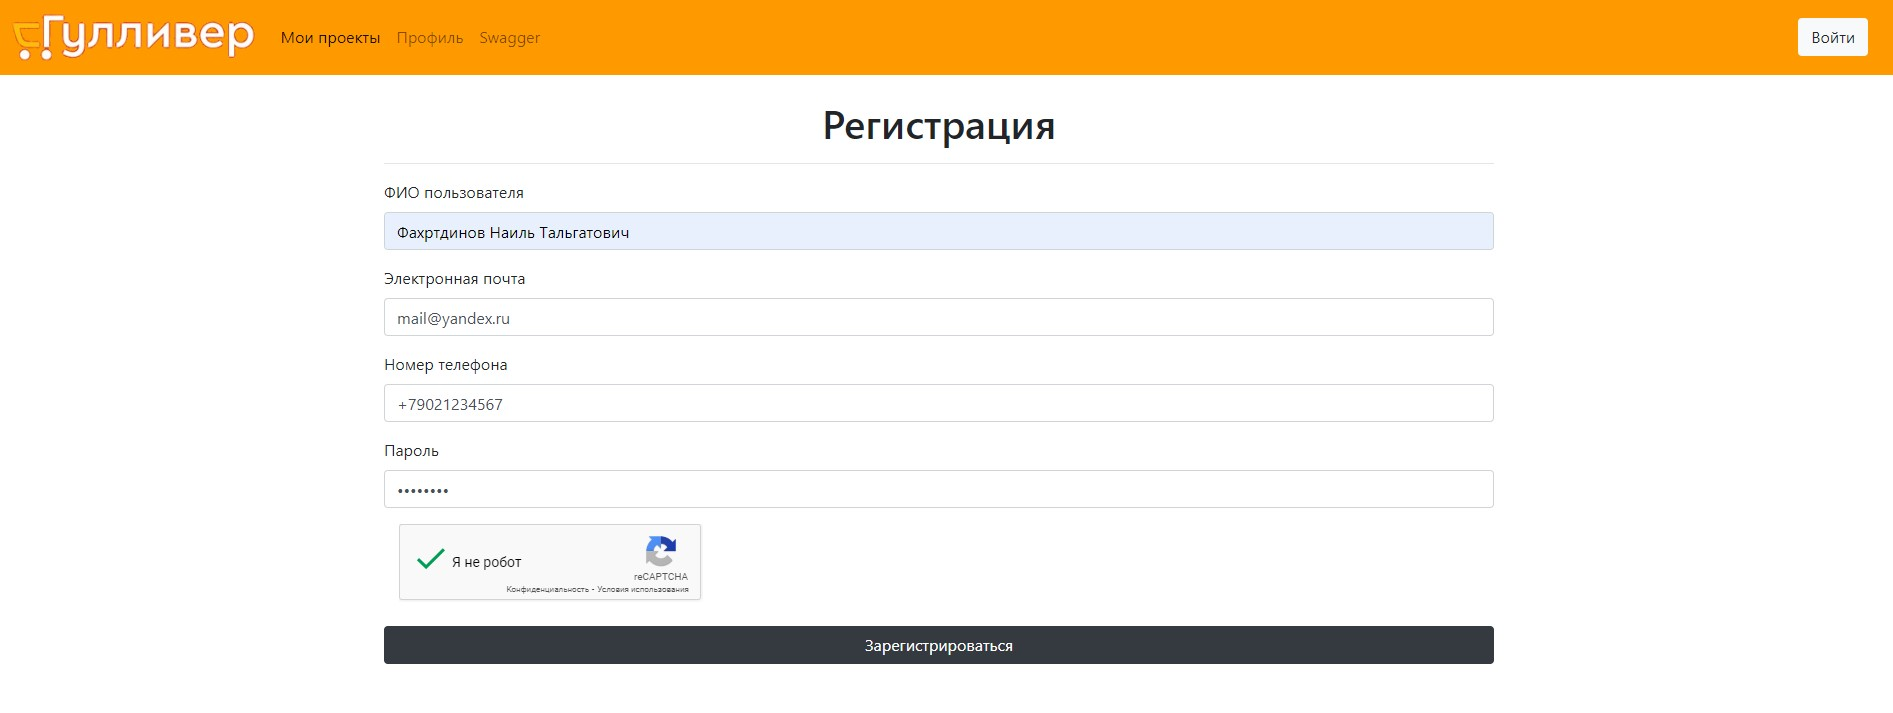 Гулливер Мои проекты Профиль Swagger Войти
Регистрация
ФИО пользователя
Фахртдинов Наиль Тальгатович
Электронная почта
mail@yandex.ru
Номер телефона
+79021234567
Пароль
••••••••
Я не робот
reCAPTCHA
Конфиденциальность - Условия использования
Зарегистрироваться